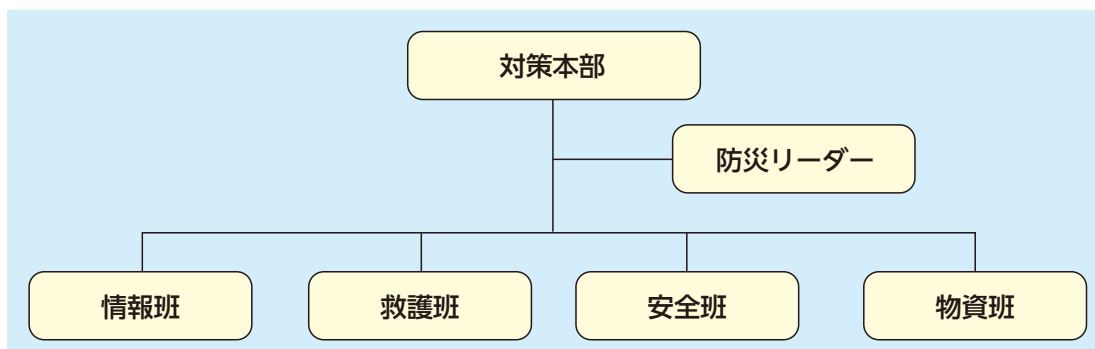 対策本部
防災リーダー
情報班
救護班
安全班
物資班